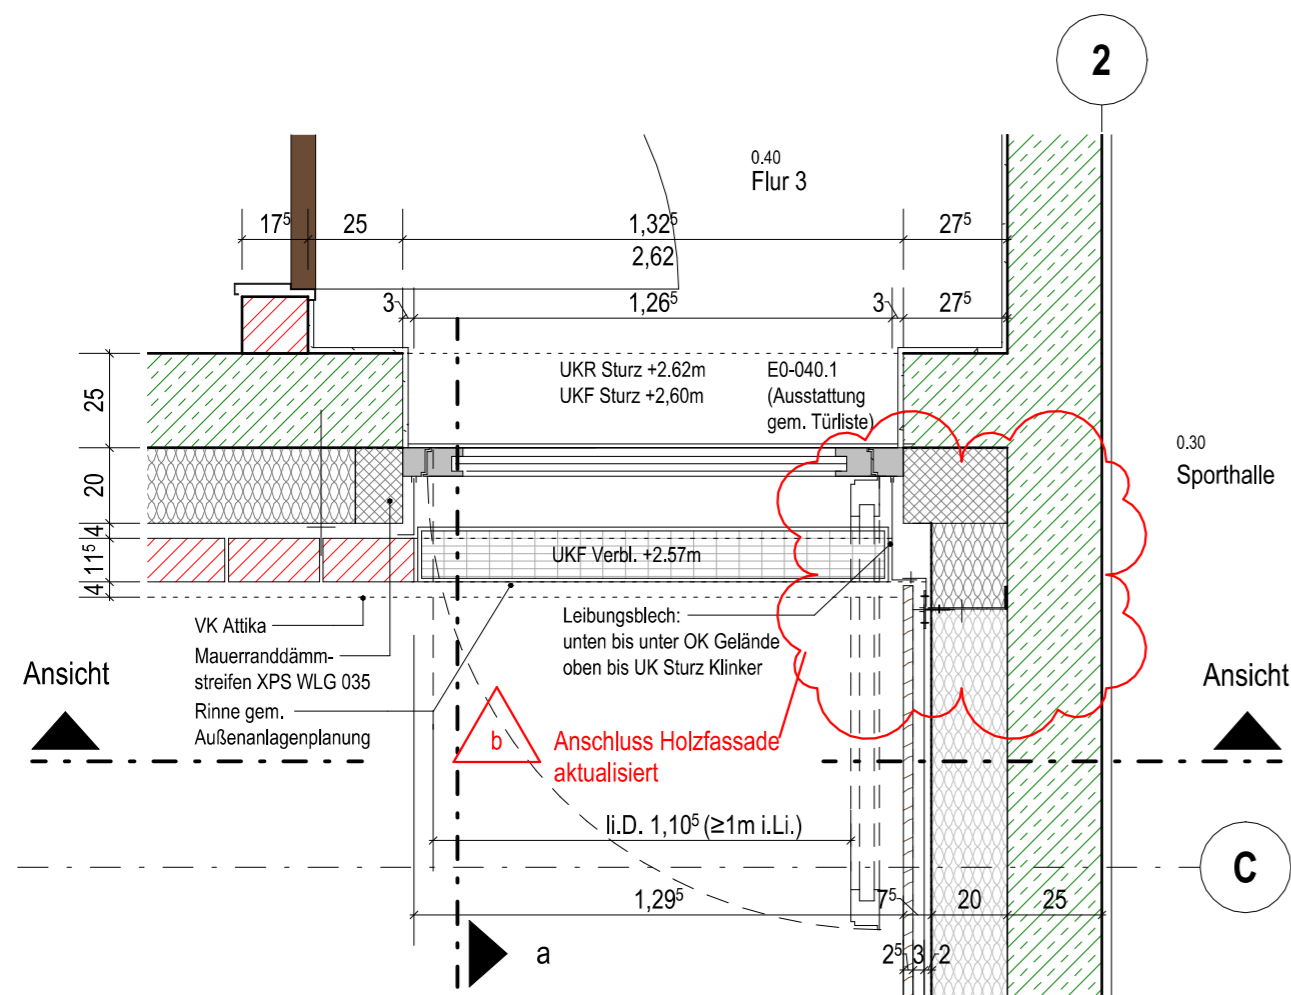 2
0.40
Flur 3
17⁵
25
1,32⁵
27⁵
2,62
3
1,26⁵
3
27⁵
UKR Sturz +2.62m
UKF Sturz +2,60m
E0-040.1
(Ausstattung
gem. Türliste)
25
20
4
11⁵
4
0.30
Sporthalle
UKF Verbl. +2.57m
VK Attika
Mauerranddämm-
streifen XPS WLG 035
Rinne gem.
Außenanlagenplanung
Leibungsblech:
unten bis unter OK Gelände
oben bis UK Sturz Klinker
Ansicht
Ansicht
b
Anschluss Holzfassade
aktualisiert
li.D. 1,10⁵ (≥1m i.Li.)
C
1,29⁵
7⁵
20
25
2⁵
3
2
a